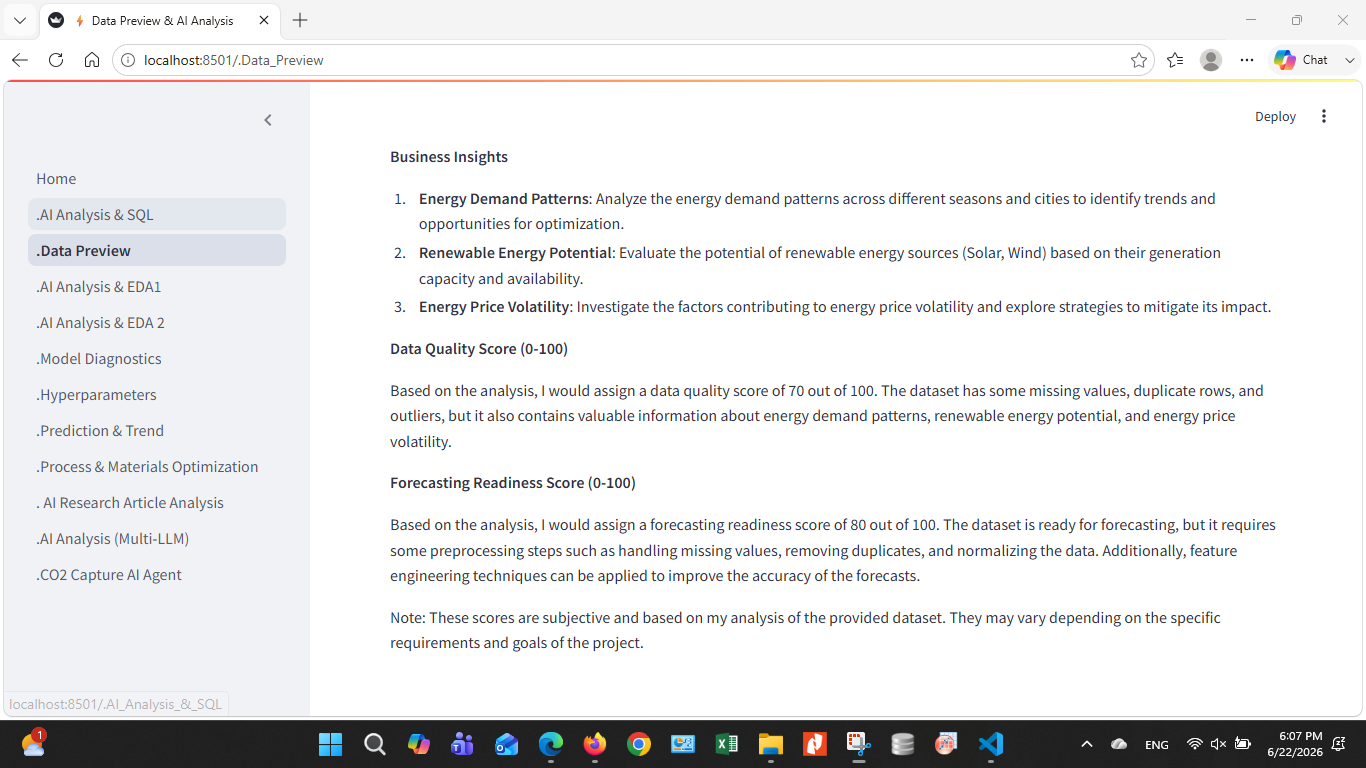 Data Preview & AI Analysis
localhost:8501/.Data_Preview
Chat
Deploy
Home
.AI Analysis & SQL
.Data Preview
.AI Analysis & EDA1
.AI Analysis & EDA 2
.Model Diagnostics
.Hyperparameters
.Prediction & Trend
.Process & Materials Optimization
. AI Research Article Analysis
.AI Analysis (Multi-LLM)
.CO2 Capture AI Agent
Business Insights
1. Energy Demand Patterns: Analyze the energy demand patterns across different seasons and cities to identify trends and
opportunities for optimization.
2. Renewable Energy Potential: Evaluate the potential of renewable energy sources (Solar, Wind) based on their generation
capacity and availability.
3. Energy Price Volatility: Investigate the factors contributing to energy price volatility and explore strategies to mitigate its impact.
Data Quality Score (0-100)
Based on the analysis, I would assign a data quality score of 70 out of 100. The dataset has some missing values, duplicate rows, and
outliers, but it also contains valuable information about energy demand patterns, renewable energy potential, and energy price
volatility.
Forecasting Readiness Score (0-100)
Based on the analysis, I would assign a forecasting readiness score of 80 out of 100. The dataset is ready for forecasting, but it requires
some preprocessing steps such as handling missing values, removing duplicates, and normalizing the data. Additionally, feature
engineering techniques can be applied to improve the accuracy of the forecasts.
Note: These scores are subjective and based on my analysis of the provided dataset. They may vary depending on the specific
requirements and goals of the project.
localhost:8501/.AI_Analysis_&_SQL
1
ENG
6:07 PM
6/22/2026